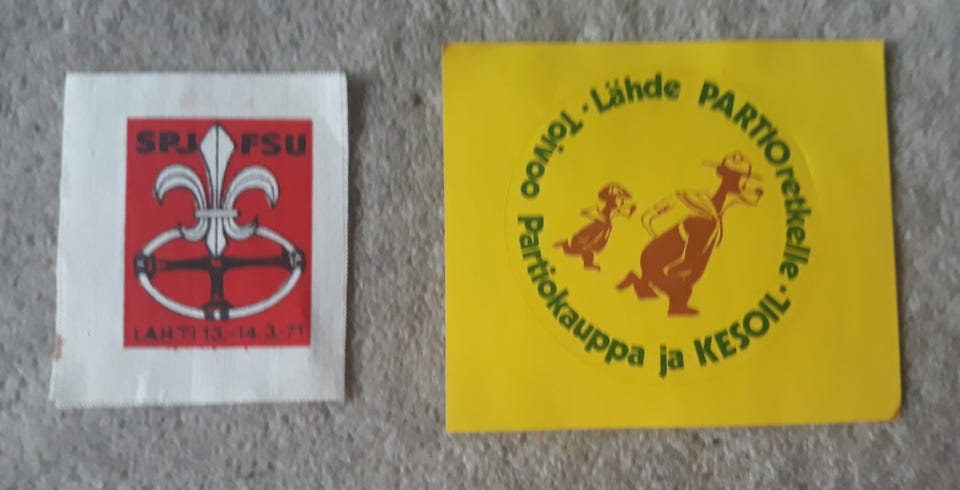 SPJ FSU
LAHTI 13.-14.3.-71
Lähde PARTIOretkelle · Toivoo Partiokauppa ja KESOIL ·